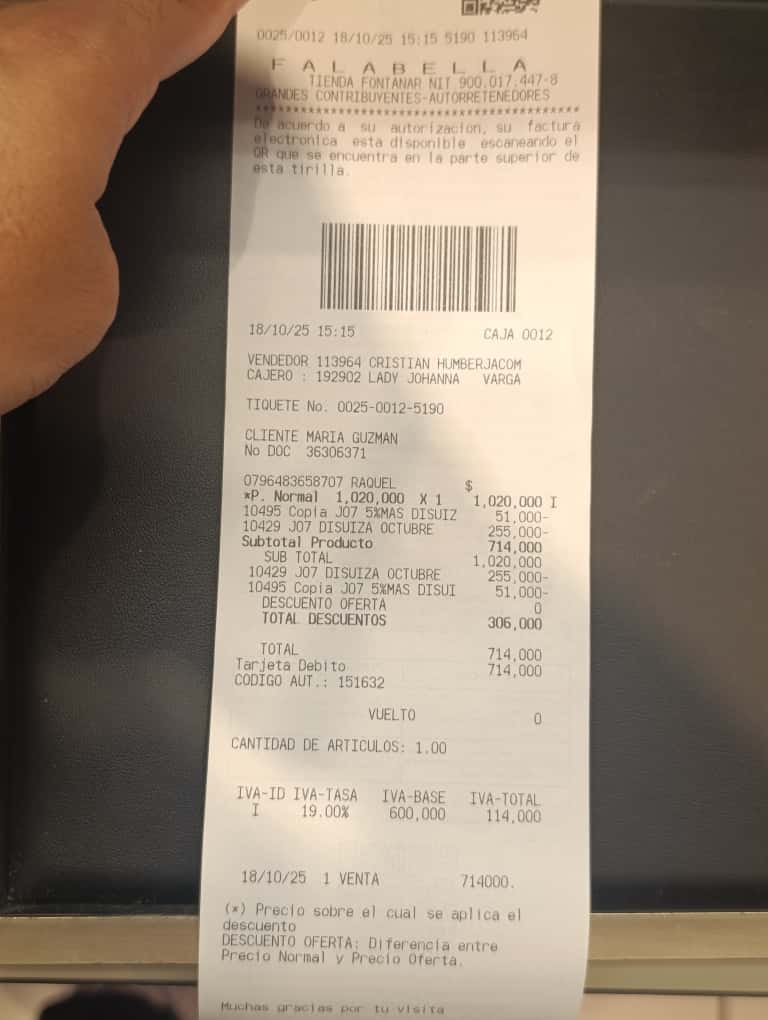 0025/0012 18/10/25 15:15 5190 113964
F A L A B E L L A
TIENDA FONTANAR NIT 900.017.447-8
GRANDES CONTRIBUYENTES-AUTORRETENEDORES
****************************************
De acuerdo a su autorizacion, su factura
electronica esta disponible escaneando el
QR que se encuentra en la parte superior de
esta tirilla.
18/10/25 15:15 CAJA 0012
VENDEDOR 113964 CRISTIAN HUMBERJACOM
CAJERO : 192902 LADY JOHANNA VARGA
TIQUETE No. 0025-0012-5190
CLIENTE MARIA GUZMAN
No DOC 36306371
0796483658707 RAQUEL $
*P. Normal 1,020,000 X 1 1,020,000 I
10495 Copia J07 5%MAS DISUIZ 51,000-
10429 J07 DISUIZA OCTUBRE 255,000-
Subtotal Producto 714,000
SUB TOTAL 1,020,000
10429 J07 DISUIZA OCTUBRE 255,000-
10495 Copia J07 5%MAS DISUI 51,000-
DESCUENTO OFERTA 0
TOTAL DESCUENTOS 306,000
TOTAL 714,000
Tarjeta Debito 714,000
CODIGO AUT.: 151632
VUELTO 0
CANTIDAD DE ARTICULOS: 1.00
IVA-ID IVA-TASA IVA-BASE IVA-TOTAL
I 19.00% 600,000 114,000
18/10/25 1 VENTA 714000.
(*) Precio sobre el cual se aplica el
descuento
DESCUENTO OFERTA: Diferencia entre
Precio Normal y Precio Oferta.
Muchas gracias por tu visita